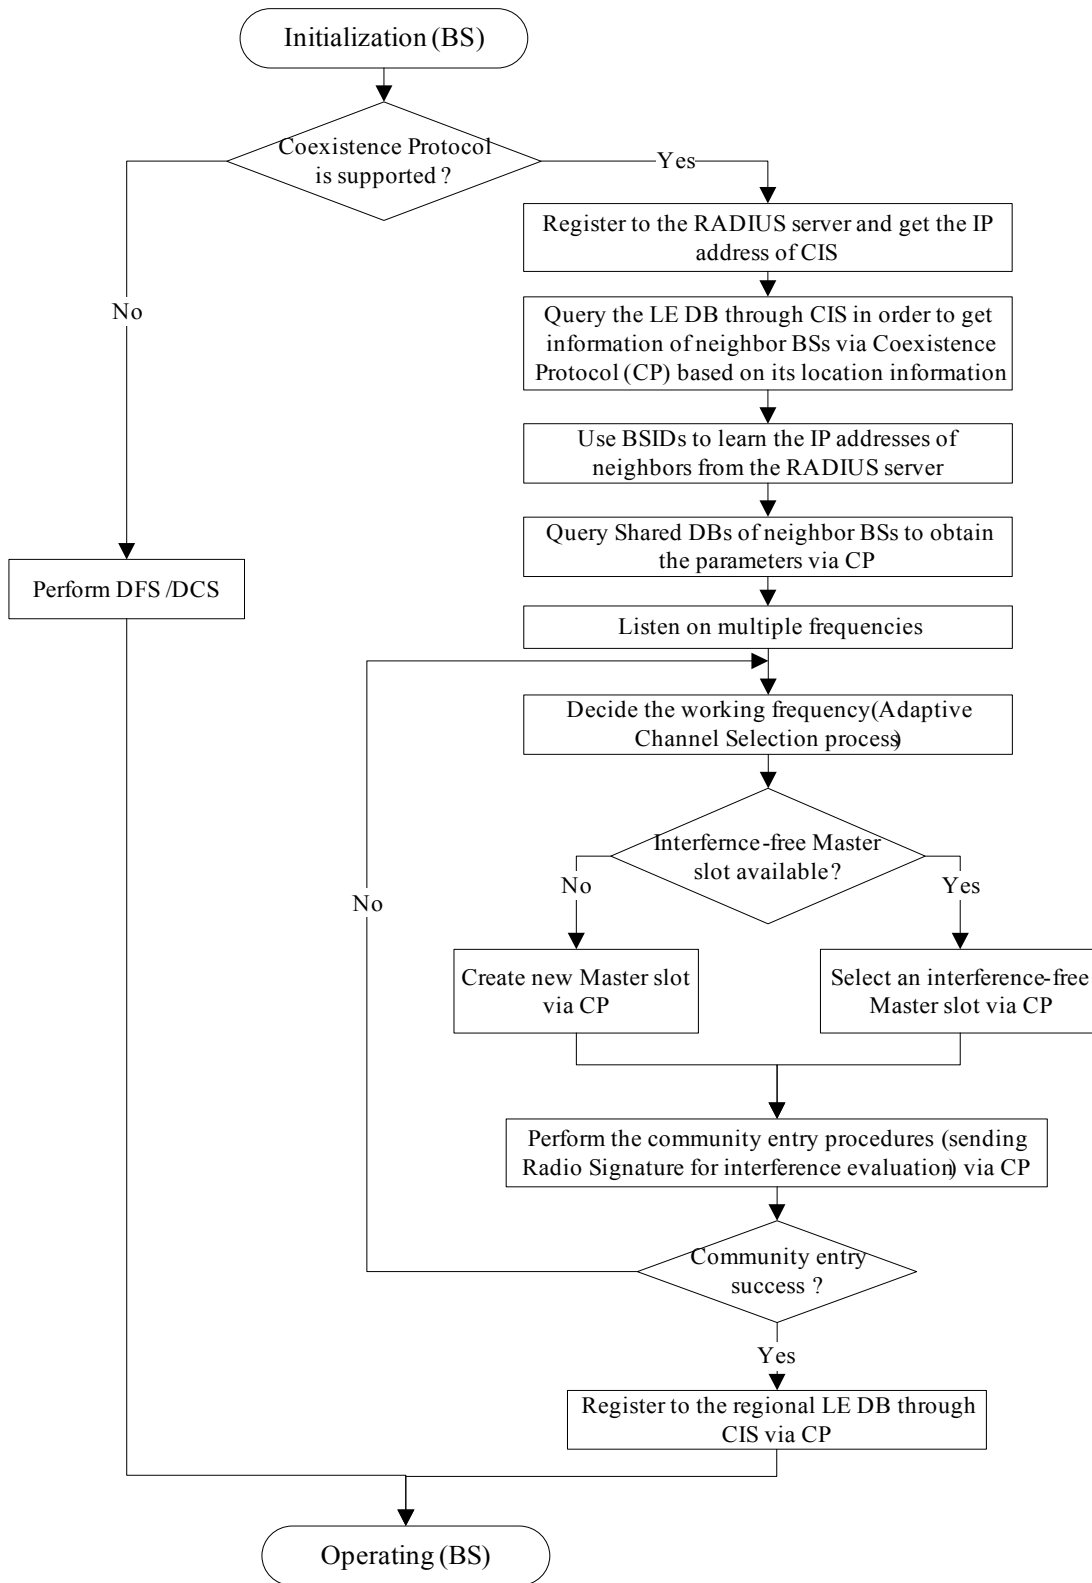 Initialization (BS)
Coexistence Protocol
is supported ?
Yes
Register to the RADIUS server and get the IP
address of CIS
No
Query the LE DB through CIS in order to get
information of neighbor BSs via Coexistence
Protocol (CP) based on its location information
Use BSIDs to learn the IP addresses of
neighbors from the RADIUS server
Query Shared DBs of neighbor BSs to obtain
the parameters via CP
Perform DFS /DCS
Listen on multiple frequencies
Decide the working frequency(Adaptive
Channel Selection process)
Interfernce-free Master
slot available ?
No
Yes
No
Create new Master slot
via CP
Select an interference-free
Master slot via CP
Perform the community entry procedures (sending
Radio Signature for interference evaluation) via CP
Community entry
success ?
Yes
Register to the regional LE DB through
CIS via CP
Operating (BS)